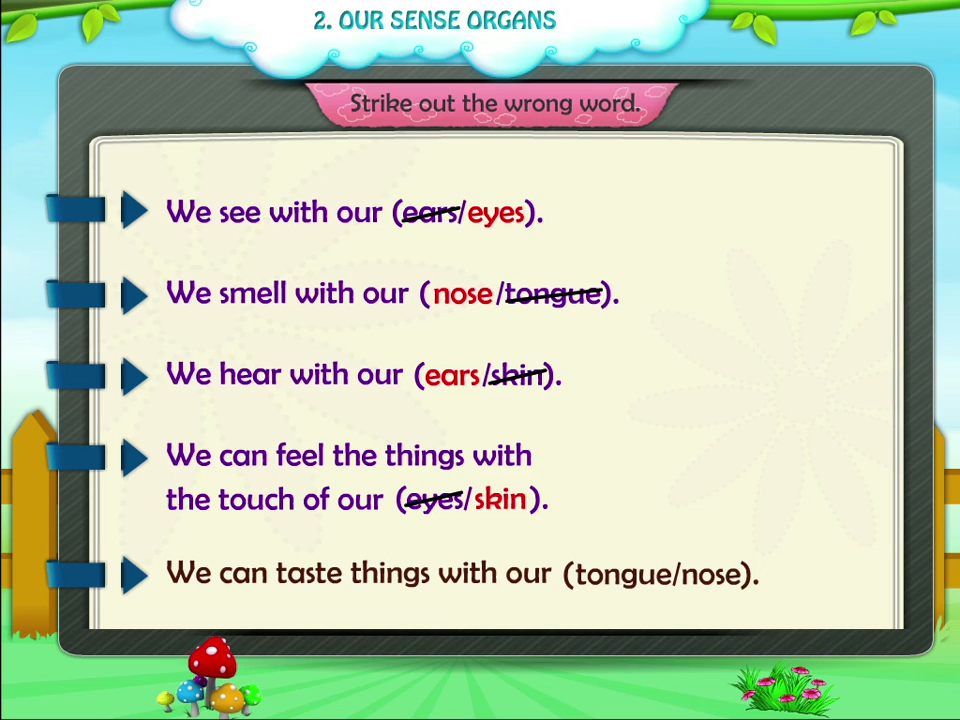 2. OUR SENSE ORGANS
Strike out the wrong word.
We see with our (ears/eyes).
We smell with our (nose/tongue).
We hear with our (ears/skin).
We can feel the things with
the touch of our (eyes/skin).
We can taste things with our (tongue/nose).